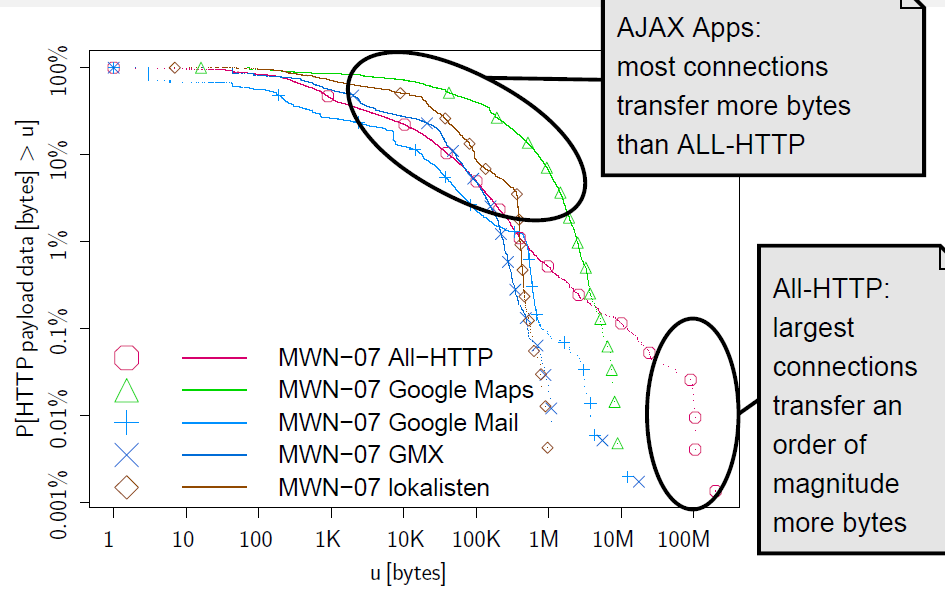 AJAX Apps:
most connections
transfer more bytes
than ALL-HTTP
All-HTTP:
largest
connections
transfer an
order of
magnitude
more bytes
P[HTTP payload data [bytes] > u]
100%
10%
1%
0.1%
0.01%
0.001%
MWN−07 All−HTTP
MWN−07 Google Maps
MWN−07 Google Mail
MWN−07 GMX
MWN−07 lokalisten
1 10 100 1K 10K 100K 1M 10M 100M
u [bytes]